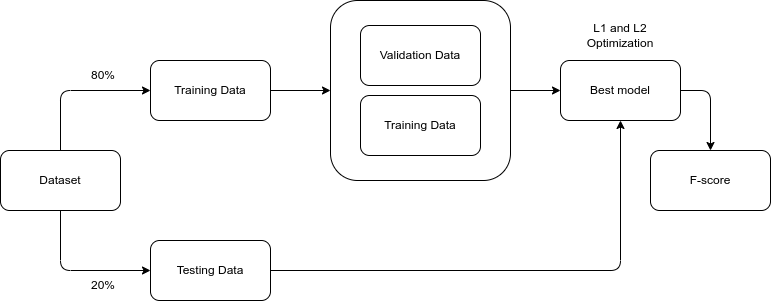 L1 and L2
Optimization
Validation Data
80%
Training Data
Best model
Training Data
Dataset
F-score
Testing Data
20%